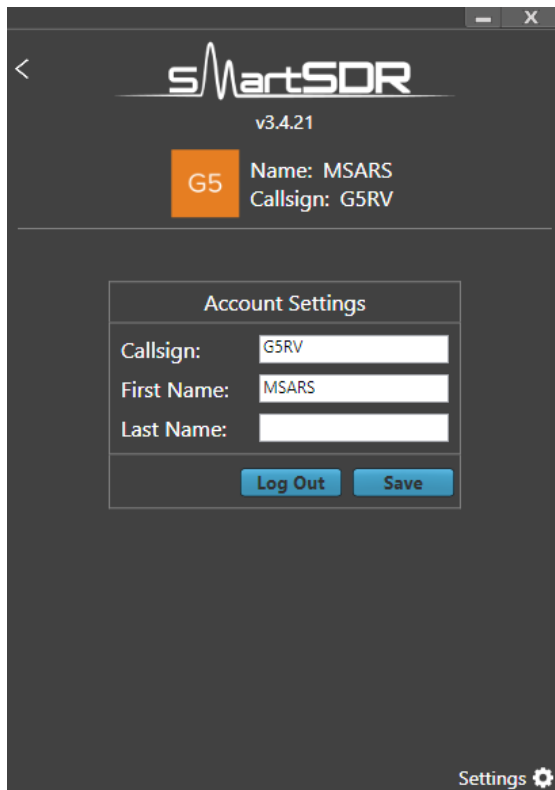 sMartSDR
v3.4.21
G5
Name: MSARS
Callsign: G5RV
Account Settings
Callsign: G5RV
First Name: MSARS
Last Name:
Log Out Save
Settings